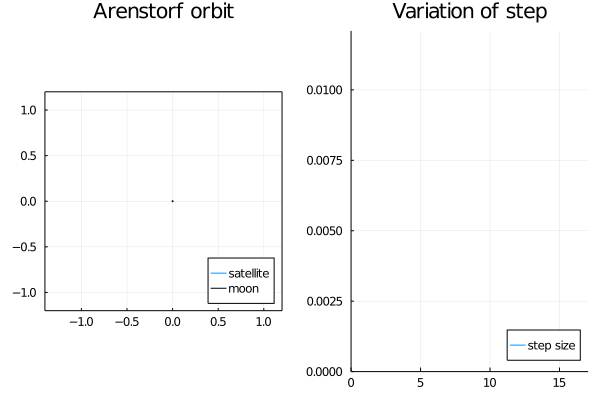 Arenstorf orbit
1.0
0.5
0.0
−0.5
−1.0
−1.0 −0.5 0.0 0.5 1.0
satellite
moon
Variation of step
0.0100
0.0075
0.0050
0.0025
0.0000
0 5 10 15
step size